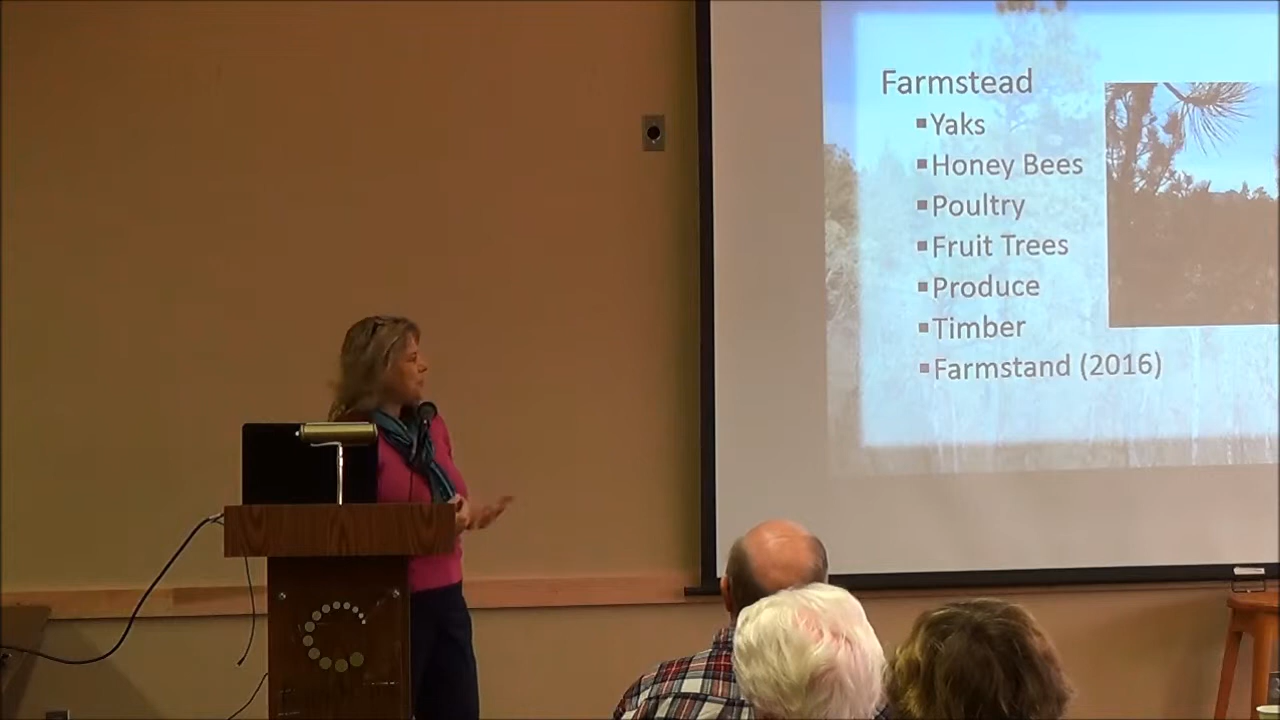 Farmstead
▪Yaks
▪Honey Bees
▪Poultry
▪Fruit Trees
▪Produce
▪Timber
▪Farmstand (2016)